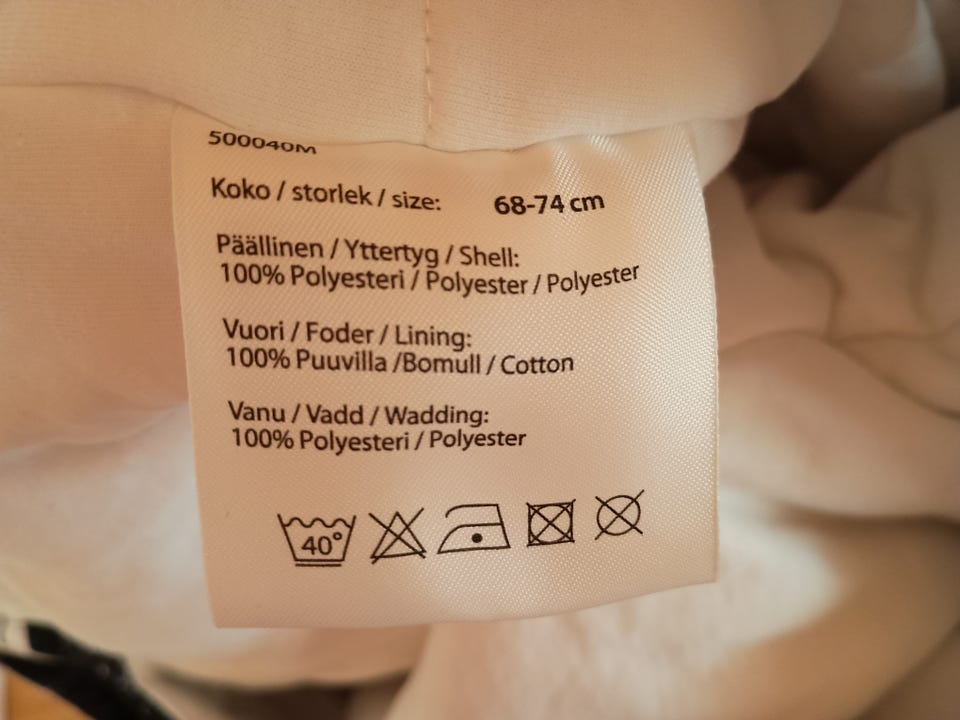 500040M
Koko / storlek / size: 68-74 cm
Päällinen / Yttertyg / Shell:
100% Polyesteri / Polyester / Polyester
Vuori / Foder / Lining:
100% Puuvilla /Bomull / Cotton
Vanu / Vadd / Wadding:
100% Polyesteri / Polyester
40°